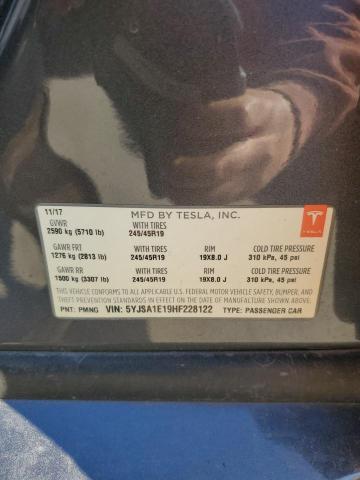 11/17 MFD BY TESLA, INC.
GVWR WITH TIRES
2590 kg (5710 lb) 245/45R19
GAWR FRT WITH TIRES RIM COLD TIRE PRESSURE
1276 kg (2813 lb) 245/45R19 19X8.0 J 310 kPa, 45 psi
GAWR RR WITH TIRES RIM COLD TIRE PRESSURE
1500 kg (3307 lb) 245/45R19 19X8.0 J 310 kPa, 45 psi
THIS VEHICLE CONFORMS TO ALL APPLICABLE U.S. FEDERAL MOTOR VEHICLE SAFETY, BUMPER, AND
THEFT PREVENTION STANDARDS IN EFFECT ON THE DATE OF MANUFACTURE SHOWN ABOVE.
PNT: PMNG VIN: 5YJSA1E19HF228122 TYPE: PASSENGER CAR
TESLA